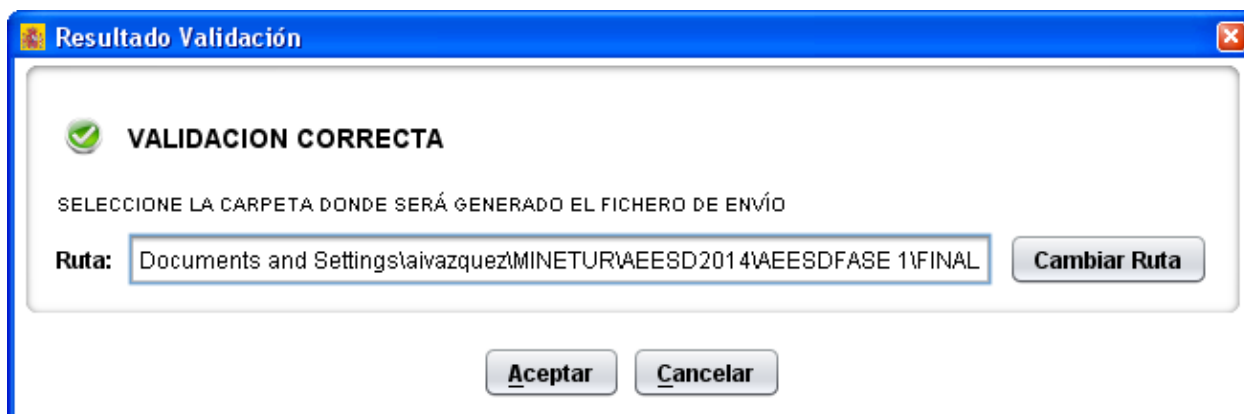 Resultado Validación
VALIDACION CORRECTA
SELECCIONE LA CARPETA DONDE SERÁ GENERADO EL FICHERO DE ENVÍO
Ruta: Documents and Settings\aivazquez\MINETUR\AEESD2014\AEESDFASE 1\FINAL Cambiar Ruta
Aceptar Cancelar